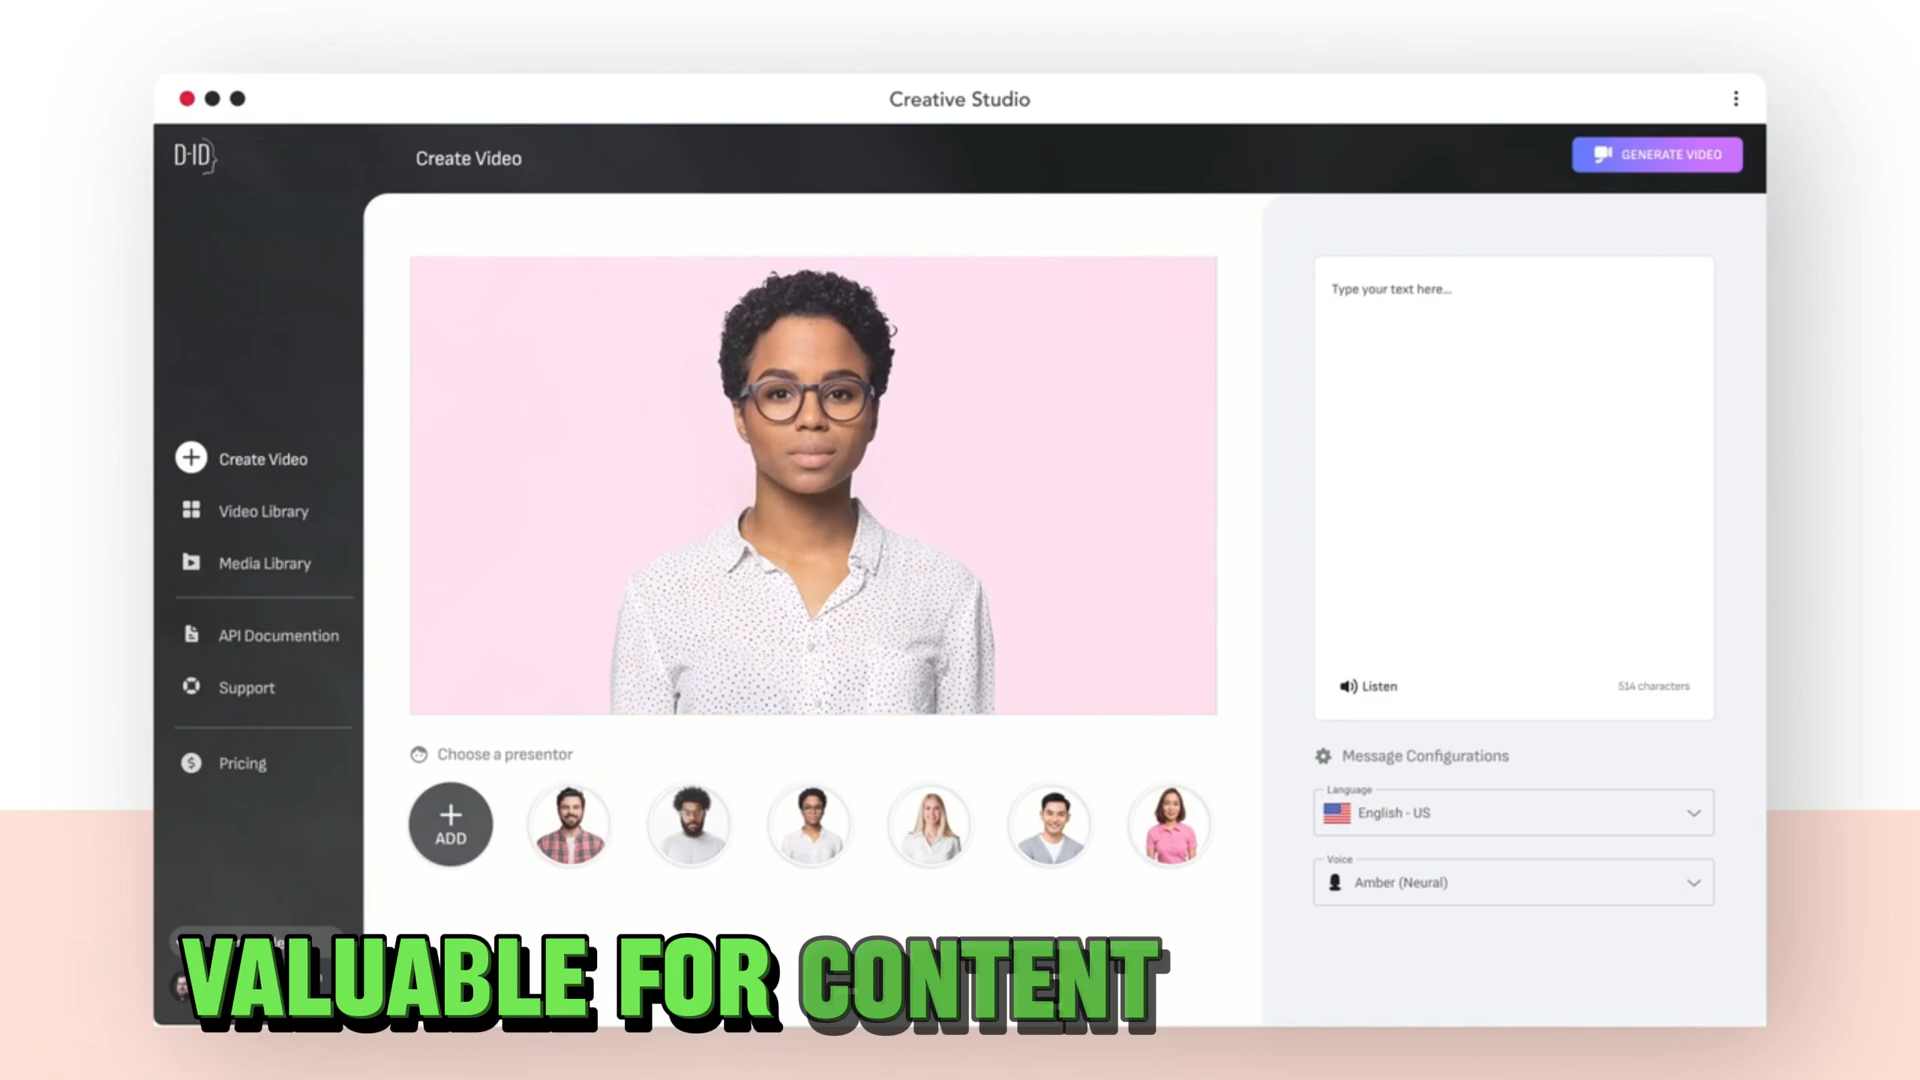 Creative Studio
D-ID
Create Video
GENERATE VIDEO
Create Video
Video Library
Media Library
API Documention
Support
Pricing
Choose a presentor
ADD
Type your text here...
Listen
514 characters
Message Configurations
Language
English - US
Voice
Amber (Neural)
VALUABLE FOR CONTENT